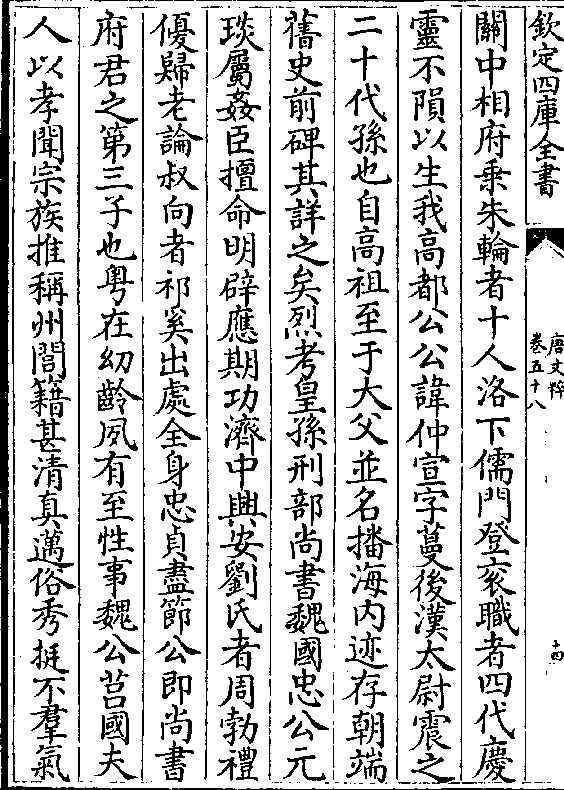 欽定四庫全書
唐文粹
卷五十八
十四
關中相府乗朱輪者十人洛下儒門登衮職者四代慶
靈不隕以生我髙都公公諱仲宣字蔓後漢太尉震之
二十代孫也自髙祖至于大父並名播海内迹存朝端
舊史前碑其詳之矣烈考皇孫刑部尚書魏國忠公元
琰屬姦臣擅命明辟應期功濟中興安劉氏者周勃禮
優歸老論叔向者祁奚出處全身忠貞盡節公即尚書
府君之第三子也粤在幼齡夙有至性事魏公莒國夫
人以孝聞宗族推稱州閭籍甚清真邁俗秀挺不羣氣